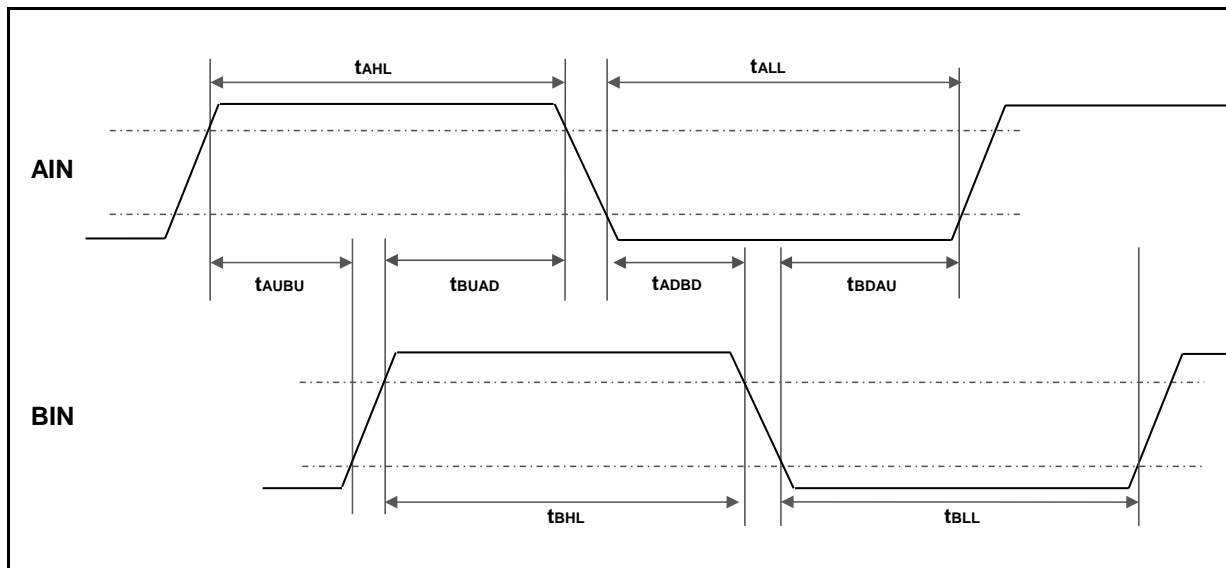 tAHL
tALL
AIN
tAUBU
tBUAD
tADBD
tBDAU
BIN
tBHL
tBLL